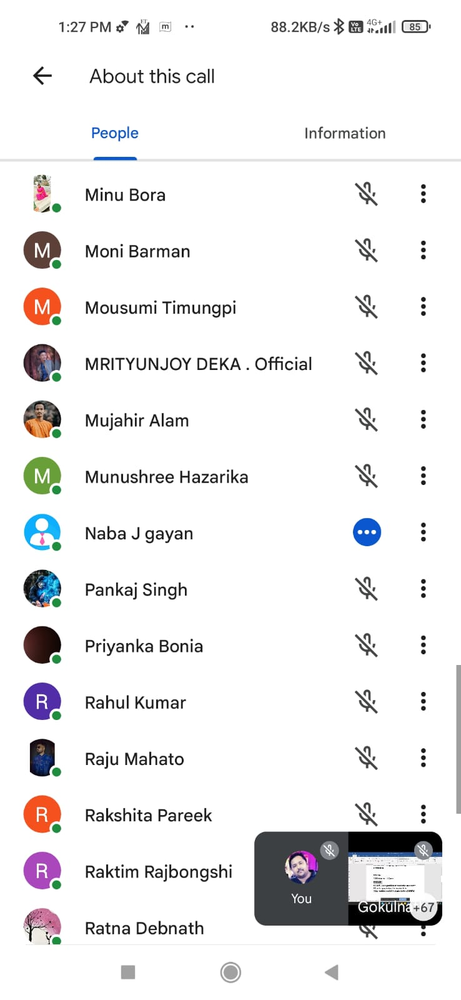 1:27 PM m 88.2KB/s Vo LTE 4G+ 85
About this call
People Information
Minu Bora
M Moni Barman
M Mousumi Timungpi
MRITYUNJOY DEKA . Official
Mujahir Alam
M Munushree Hazarika
Naba J gayan
Pankaj Singh
Priyanka Bonia
R Rahul Kumar
Raju Mahato
R Rakshita Pareek
R Raktim Rajbongshi
You
Gokulna +67
Ratna Debnath